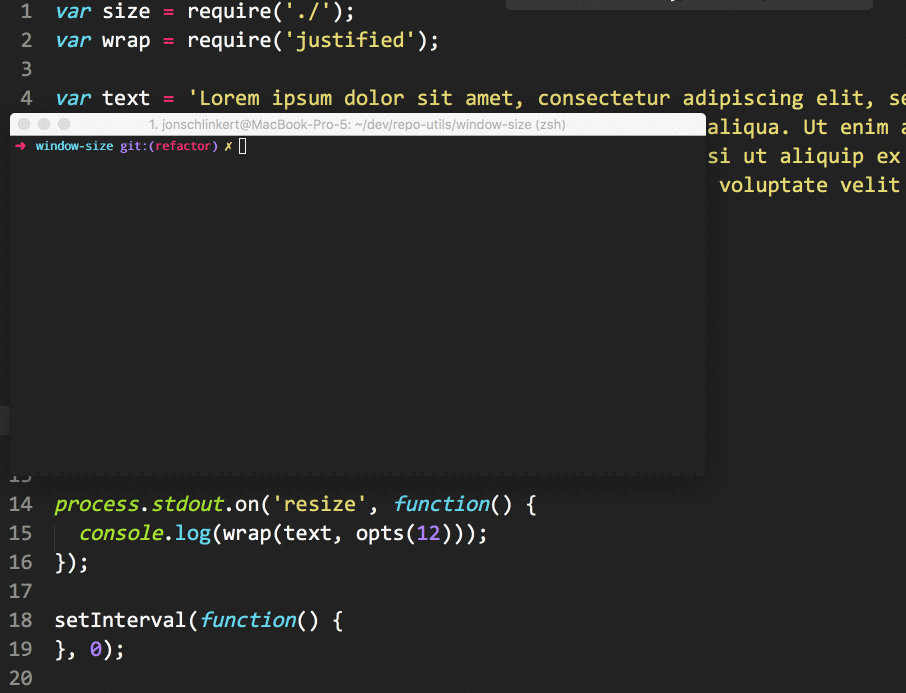 1 var size = require('./');
2 var wrap = require('justified');
3
4 var text = 'Lorem ipsum dolor sit amet, consectetur adipiscing elit, se
1. jonschlinkert@MacBook-Pro-5: ~/dev/repo-utils/window-size (zsh)
aliqua. Ut enim a
➜ window-size git:(refactor) ✗
si ut aliquip ex
voluptate velit
14 process.stdout.on('resize', function() {
15 console.log(wrap(text, opts(12)));
16 });
17
18 setInterval(function() {
19 }, 0);
20